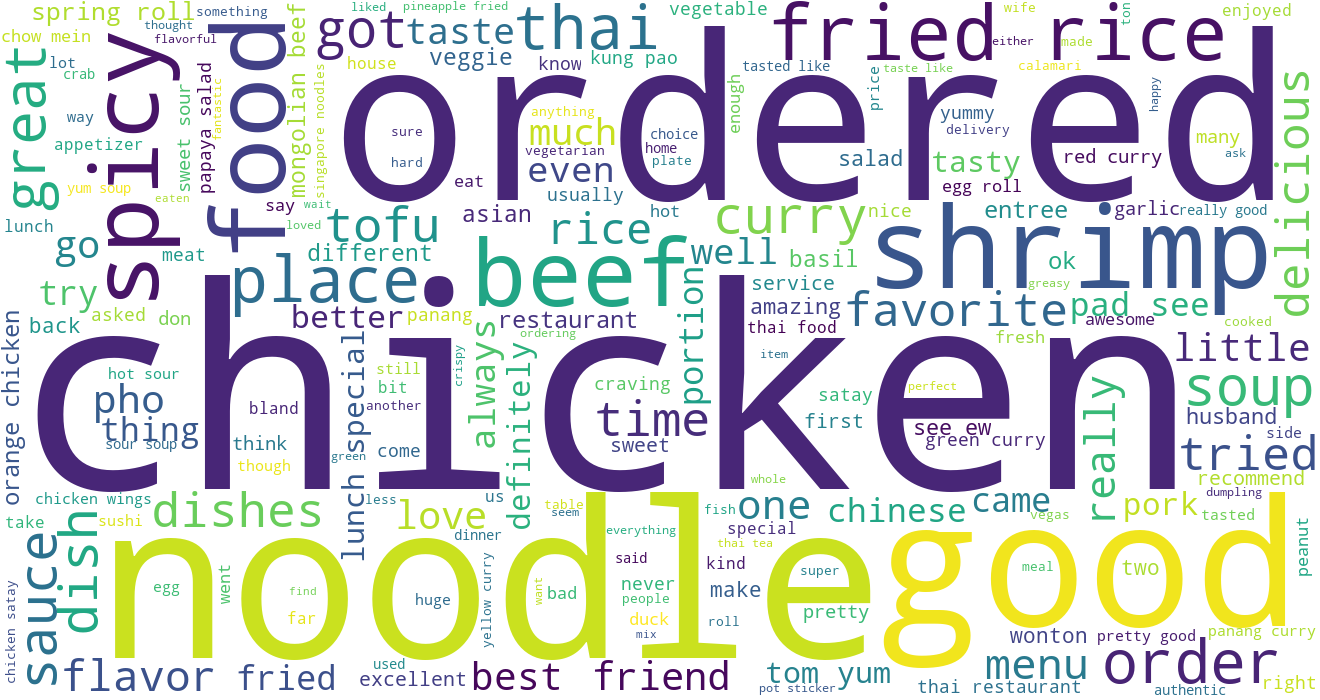 spring roll
something
liked
pineapple fried
vegetable
wife
ton
enjoyed
chow mein
thought
flavorful
spicy
food
mongolian beef
got
taste
thai
fried rice
either
made
great
lot
crab
way
appetizer
yum soup
eaten
lunch
sweet sour
papaya salad
fantastic
singapore noodles
house
veggie
know
kung pao
tasted like
price
taste like
calamari
happy
delicious
ordered
sure
hard
anything
much
vegetarian
even
usually
choice
home
plate
enough
salad
yummy
delivery
tasty
egg roll
red curry
many
ask
say
eat
loved
wait
asian
hot
tofu
different
rice
curry
nice
entree
garlic
really good
go
meat
place
beef
well
basil
service
amazing
shrimp
ok
greasy
try
back
asked
don
better
panang
restaurant
ordering
portion
thai food
favorite
pad see
awesome
fresh
cooked
little
orange chicken
chicken
hot sour
pho
thing
sour soup
bland
think
though
lunch special
still
bit
another
green
come
always
crispy
definitely
craving
time
sweet
item
satay
first
perfect
see ew
green curry
really
soup
husband
side
tried
recommend
chicken wings
take
sushi
dishes
less
us
love
dinner
table
seem
everything
whole
fish
one
special
thai tea
chinese
came
vegas
pork
dumpling
tasted
peanut
sauce
dish
noodle
good
egg
went
find
far
huge
yellow curry
want
bad
said
never
people
duck
mix
kind
make
roll
super
pretty
meal
two
chicken satay
flavor
fried
used
excellent
best friend
tom yum
pot sticker
thai restaurant
wonton
menu
pretty good
order
authentic
panang curry
right